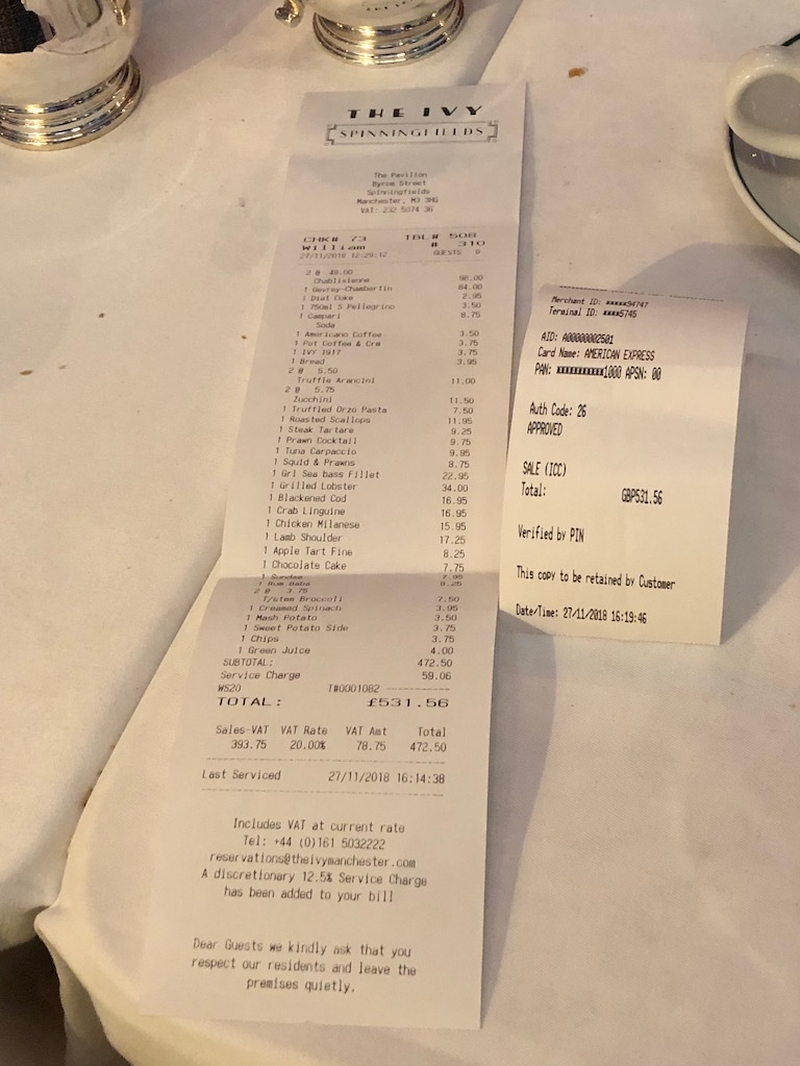 THE IVY
SPINNINGFIELDS
The Pavilion
Byrom Street
Spinningfields
Manchester, M3 3HG
VAT: 232 5974 36
CHK# 73 TBL# 508
William # 310
27/11/2018 12:29:12 GUESTS 8
2 @ 48.00
Chablisienne 96.00
1 Gevrey-Chambertin 84.00
1 Diet Coke 2.95
1 750ml S Pellegrino 3.50
1 Campari 8.75
Soda
1 Americano Coffee 3.50
1 Pot Coffee & Crm 3.75
1 IVY 1917 3.75
1 Bread 3.95
2 @ 5.50
Truffle Arancini 11.00
2 @ 5.75
Zucchini 11.50
1 Truffled Orzo Pasta 7.50
1 Roasted Scallops 11.95
1 Steak Tartare 9.25
1 Prawn Cocktail 9.75
1 Tuna Carpaccio 9.95
1 Squid & Prawns 8.75
1 Grl Sea bass Fillet 22.95
1 Grilled Lobster 34.00
1 Blackened Cod 16.95
1 Crab Linguine 16.95
1 Chicken Milanese 15.95
1 Lamb Shoulder 17.25
1 Apple Tart Fine 8.25
1 Chocolate Cake 7.75
1 Sundae 7.95
1 Rum Baba 8.25
2 @ 3.75
T/stem Broccoli 7.50
1 Creamed Spinach 3.95
1 Mash Potato 3.50
1 Sweet Potato Side 3.75
1 Chips 3.75
1 Green Juice 4.00
SUBTOTAL: 472.50
Service Charge 59.06
WS20 T#0001082
TOTAL: £531.56
Sales-VAT VAT Rate VAT Amt Total
393.75 20.00% 78.75 472.50
Last Serviced 27/11/2018 16:14:38
Includes VAT at current rate
Tel: +44 (0)161 5032222
reservations@theivymanchester.com
A discretionary 12.5% Service Charge
has been added to your bill
Dear Guests we kindly ask that you
respect our residents and leave the
premises quietly.
Merchant ID: *****94747
Terminal ID: ****5745
AID: A00000002501
Card Name: AMERICAN EXPRESS
PAN: ***********1000 APSN: 00
Auth Code: 26
APPROVED
SALE (ICC)
Total: GBP531.56
Verified by PIN
This copy to be retained by Customer
Date/Time: 27/11/2018 16:19:46